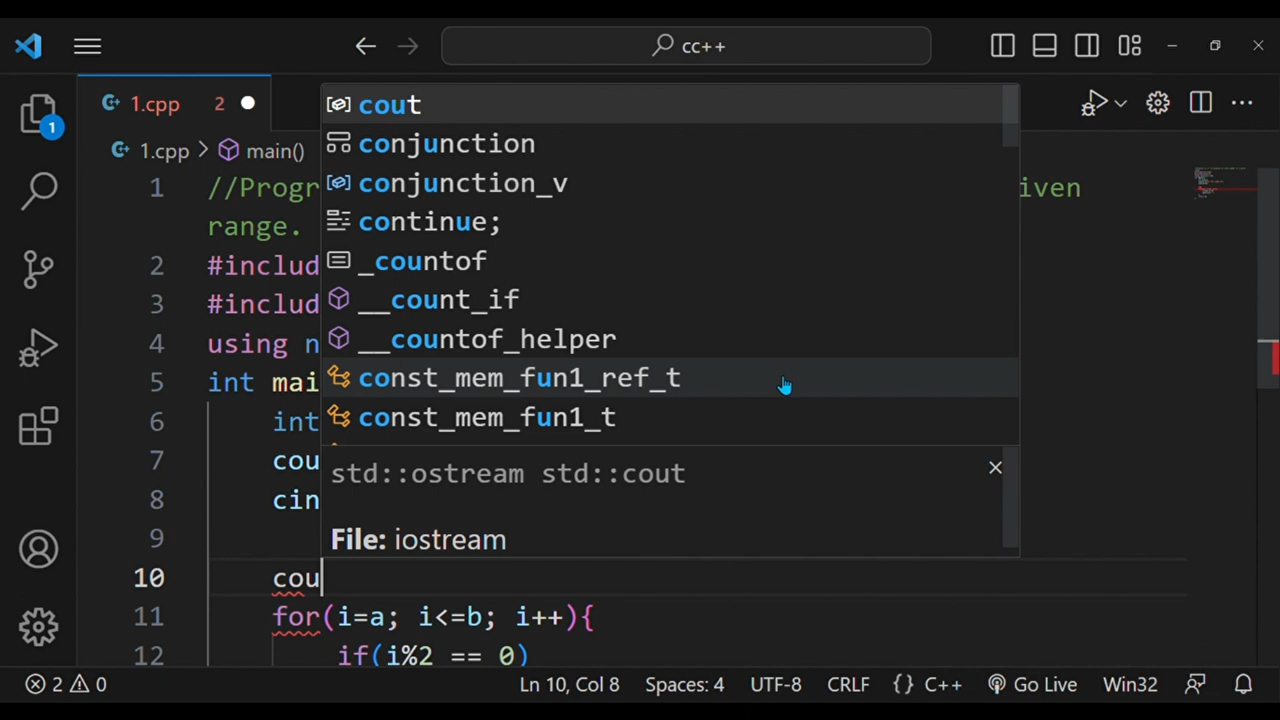 cc++
1.cpp 2
1.cpp > main()
cout
conjunction
conjunction_v
continue;
_countof
__count_if
__countof_helper
const_mem_fun1_ref_t
const_mem_fun1_t
std::ostream std::cout
File: iostream
1 //Progr iven
range.
2 #includ
3 #includ
4 using n
5 int mai
6 int
7 cou
8 cin
9
10 cou
11 for(i=a; i<=b; i++){
12 if(i%2 == 0)
1
2 0 Ln 10, Col 8 Spaces: 4 UTF-8 CRLF {} C++ Go Live Win32